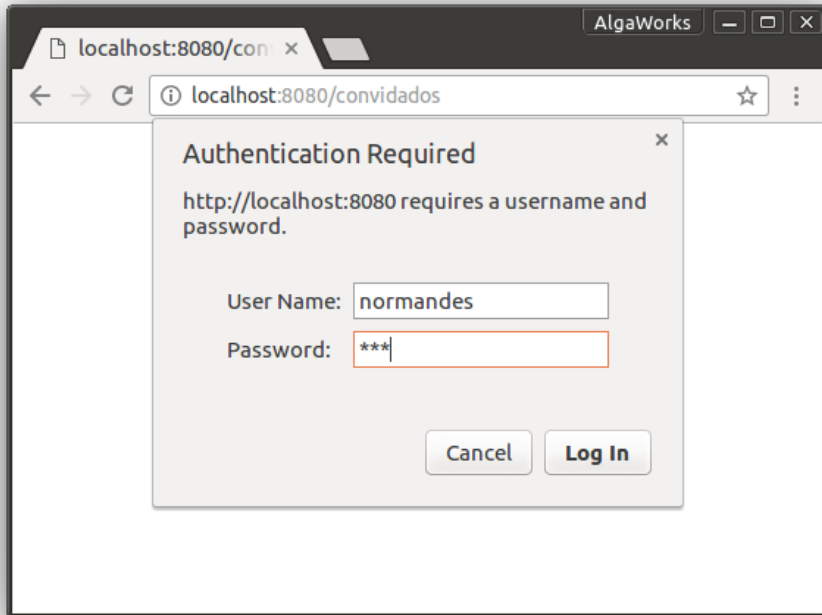 AlgaWorks
localhost:8080/con
localhost:8080/convidados
Authentication Required
http://localhost:8080 requires a username and
password.
User Name: normandes
Password: ***
Cancel Log In